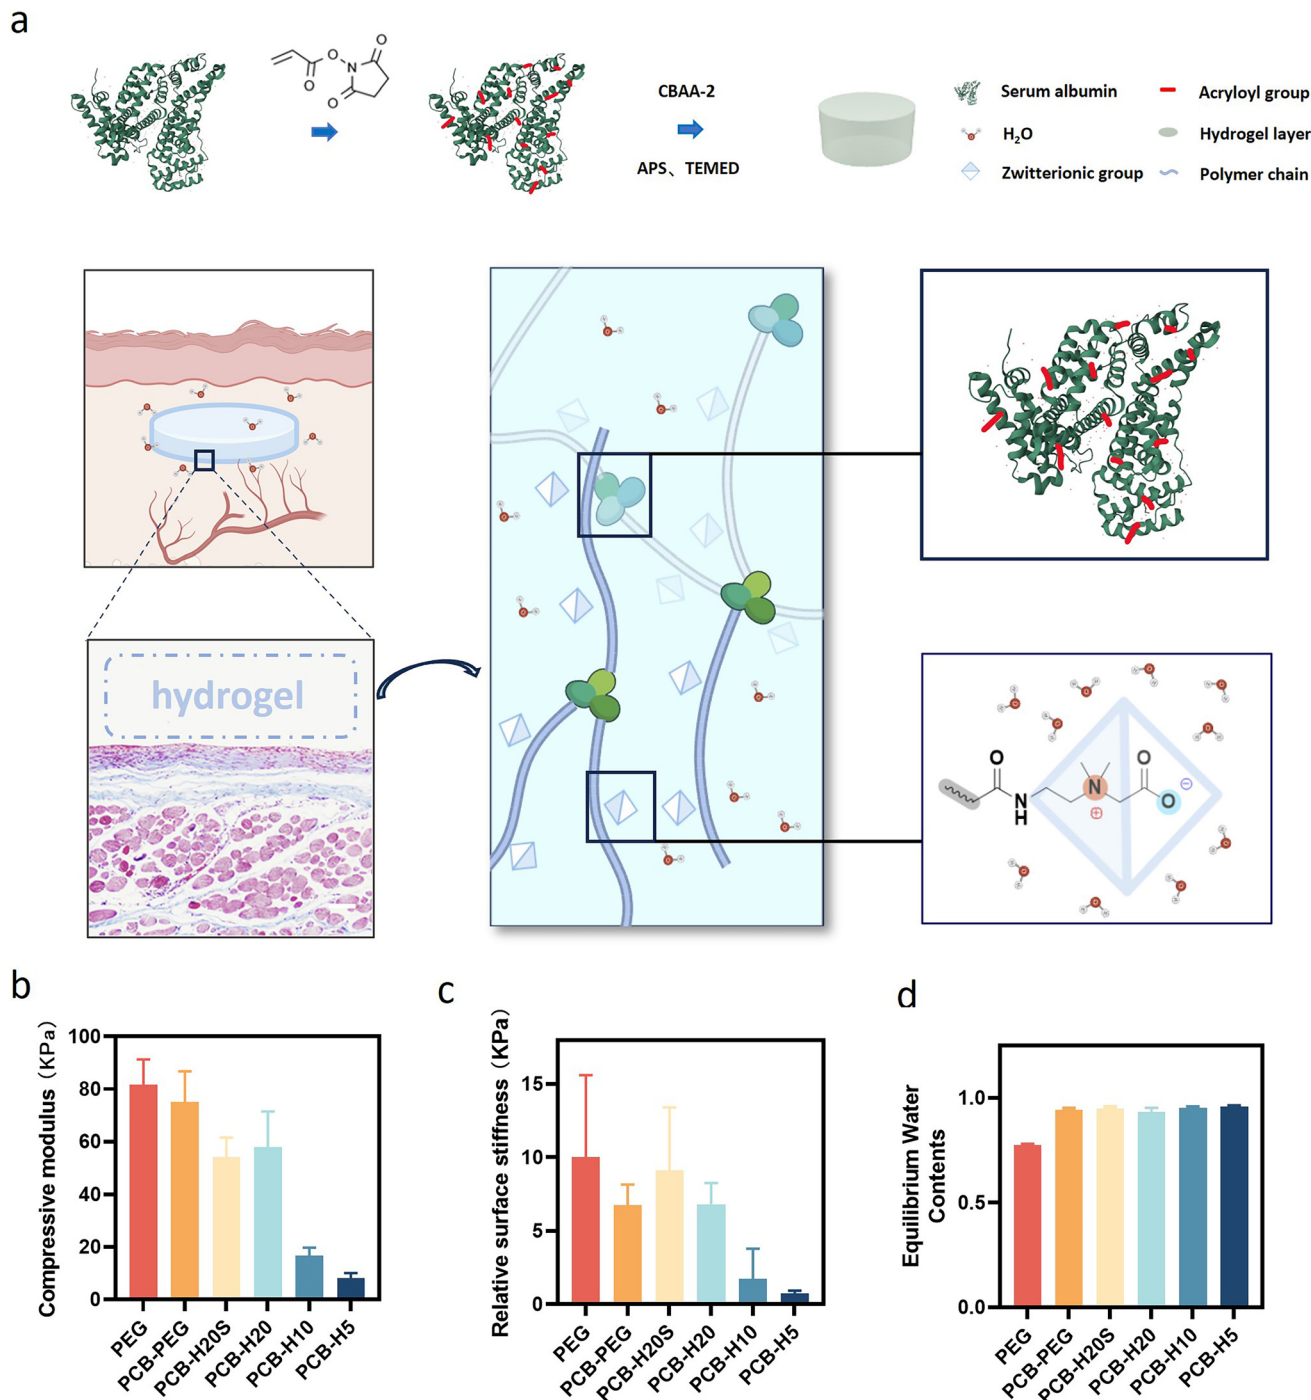 a
O
O
N
O
O
CBAA-2
APS、TEMED
Serum albumin
Acryloyl group
H₂O
Hydrogel layer
Zwitterionic group
Polymer chain
hydrogel
O
N
H
N
⊕
O
O
⊖
b
Compressive modulus（KPa）
100
80
60
40
20
0
PEG
PCB-PEG
PCB-H20S
PCB-H20
PCB-H10
PCB-H5
c
Relative surface stiffness（KPa）
15
10
5
0
PEG
PCB-PEG
PCB-H20S
PCB-H20
PCB-H10
PCB-H5
d
Equilibrium Water
Contents
1.0
0.5
0.0
PEG
PCB-PEG
PCB-H20S
PCB-H20
PCB-H10
PCB-H5